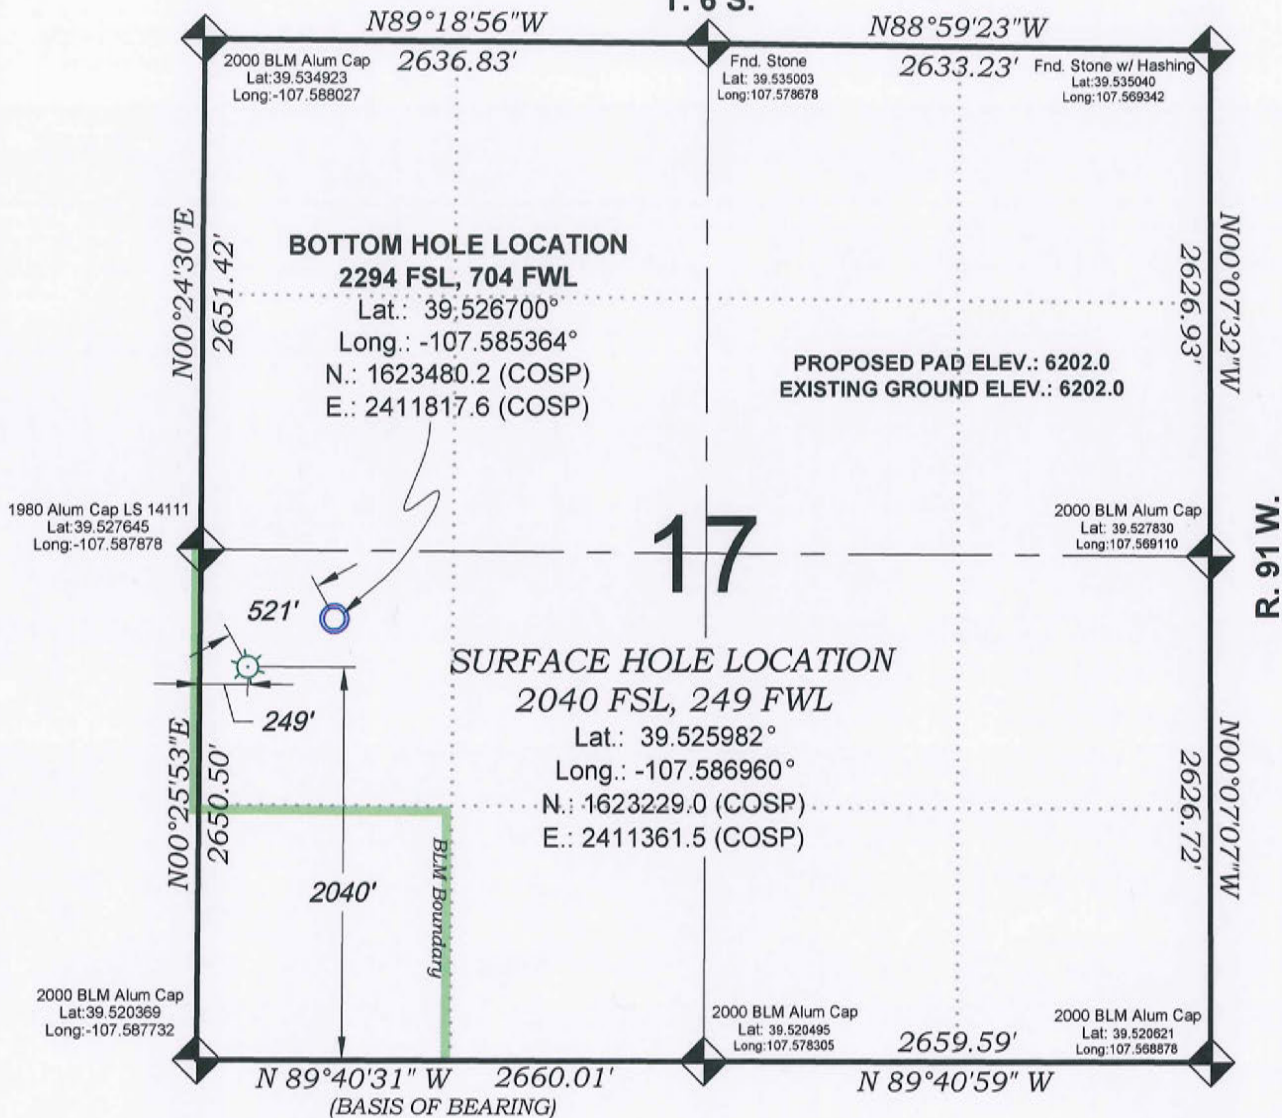 T. 6 S.
N89°18'56"W
N88°59'23"W
2000 BLM Alum Cap
Lat:39.534923
Long:-107.588027
2636.83'
Fnd. Stone
Lat: 39.535003
Long:107.578678
2633.23'
Fnd. Stone w/ Hashing
Lat:39.535040
Long:107.569342
N00°24'30"E
2651.42'
BOTTOM HOLE LOCATION
2294 FSL, 704 FWL
Lat.: 39.526700°
Long.: -107.585364°
N.: 1623480.2 (COSP)
E.: 2411817.6 (COSP)
PROPOSED PAD ELEV.: 6202.0
EXISTING GROUND ELEV.: 6202.0
2626.93'
N00°07'32"W
1980 Alum Cap LS 14111
Lat:39.527645
Long:-107.587878
17
2000 BLM Alum Cap
Lat: 39.527830
Long:107.569110
R. 91 W.
521'
249'
SURFACE HOLE LOCATION
2040 FSL, 249 FWL
Lat.: 39.525982°
Long.: -107.586960°
N.: 1623229.0 (COSP)
E.: 2411361.5 (COSP)
N00°25'53"E
2650.50'
2040'
BLM Boundary
2626.72'
N00°07'07"W
2000 BLM Alum Cap
Lat:39.520369
Long:-107.587732
2000 BLM Alum Cap
Lat: 39.520495
Long:107.578305
2659.59'
2000 BLM Alum Cap
Lat: 39.520621
Long:107.568878
N 89°40'31" W 2660.01'
(BASIS OF BEARING)
N 89°40'59" W